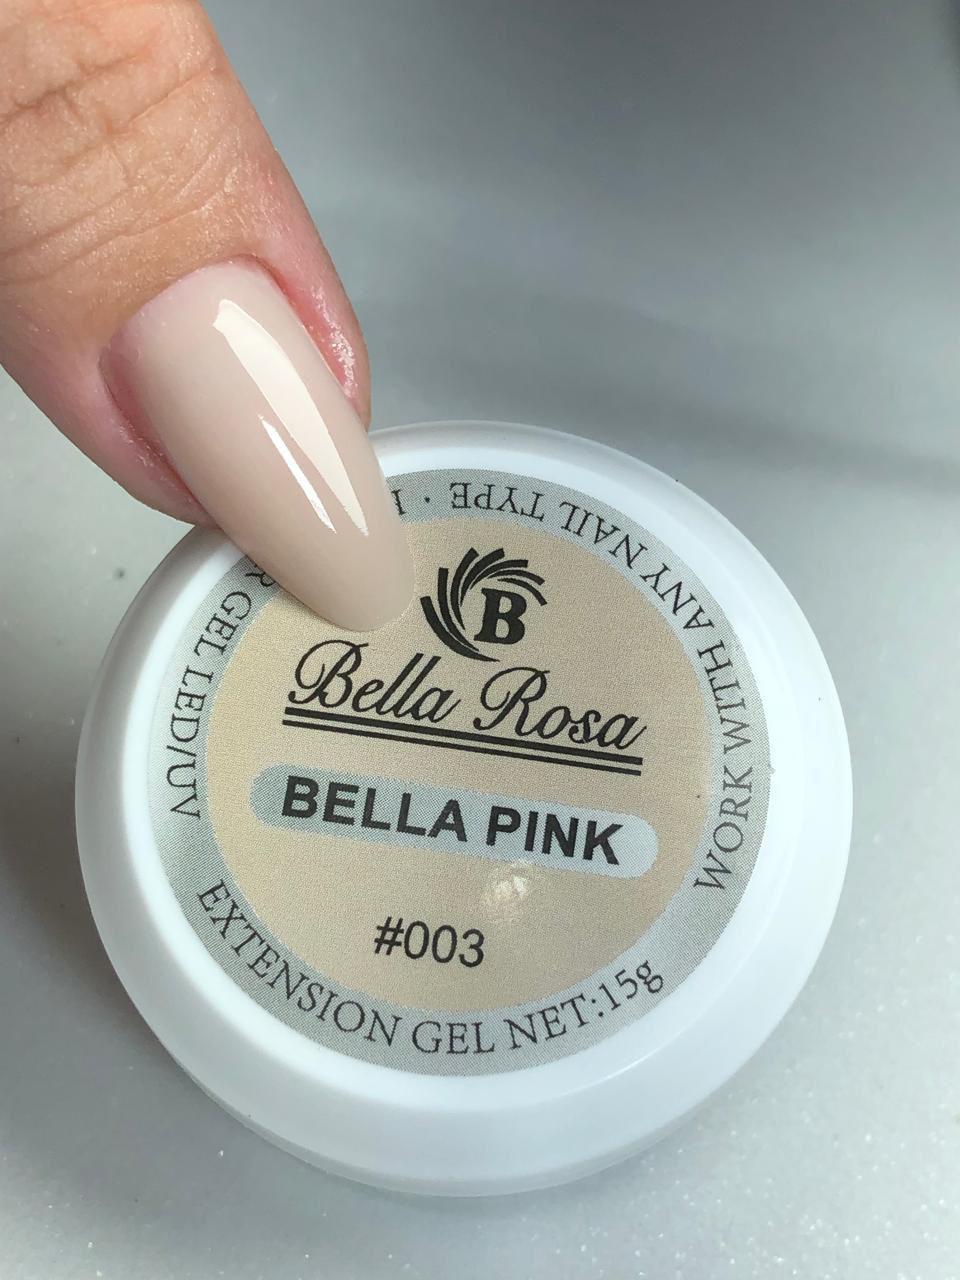 B
Bella Rosa
BELLA PINK
#003
EXTENSION GEL NET:15g
WORK WITH ANY NAIL TYPE ·
GEL LED/UV